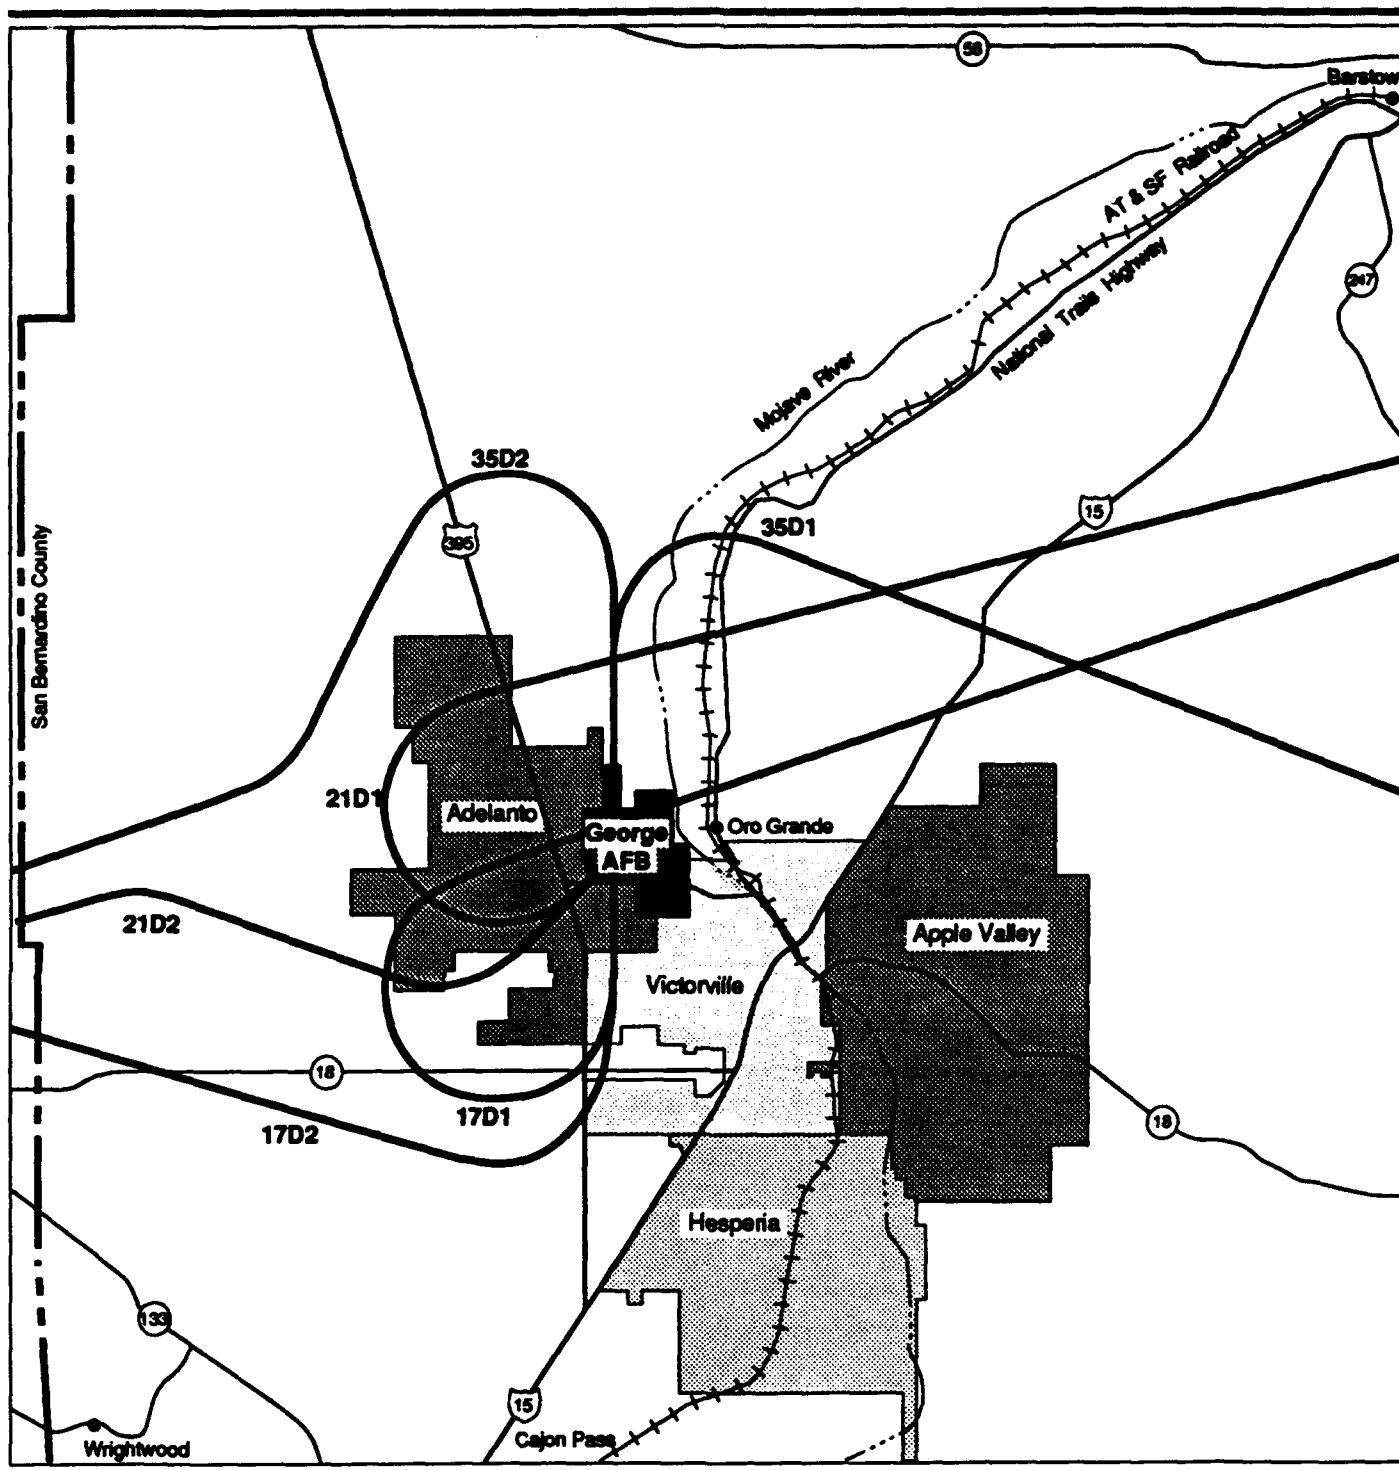 58
Barstow
AT & SF Railroad
247
National Trails Highway
Mojave River
35D2
15
35D1
395
San Bernardino County
21D1
Adelanto
George
AFB
Oro Grande
21D2
Apple Valley
Victorville
18
17D1
17D2
18
Hesperia
133
15
Cajon Pass
Wrightwood